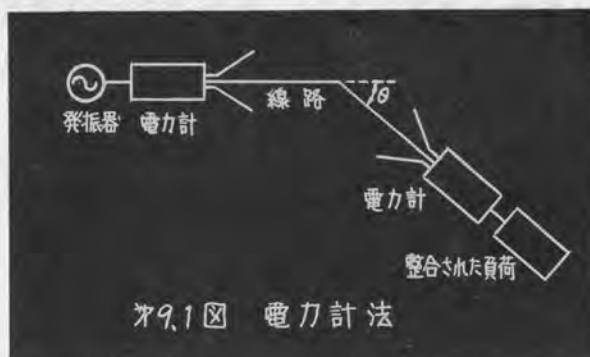 発振器 電力計
線路
θ
電力計
整合された負荷
才9.1図 電力計法